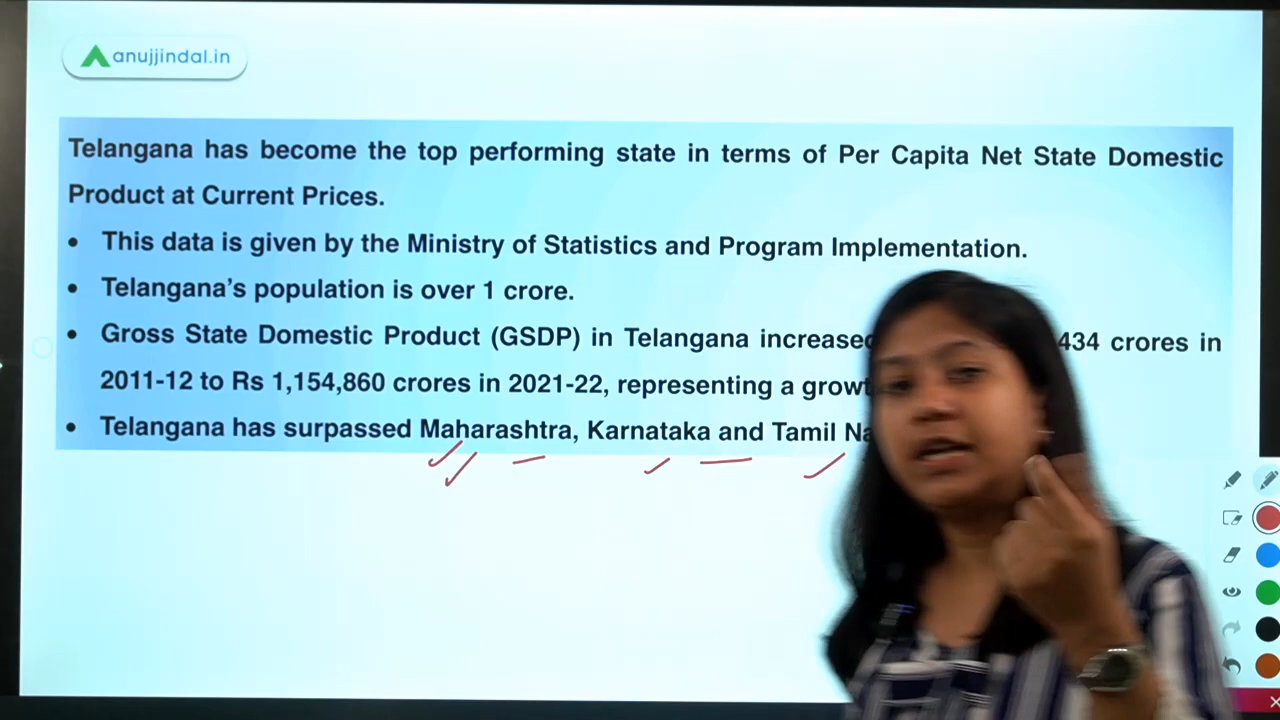 anujjindal.in
Telangana has become the top performing state in terms of Per Capita Net State Domestic
Product at Current Prices.
• This data is given by the Ministry of Statistics and Program Implementation.
• Telangana’s population is over 1 crore.
• Gross State Domestic Product (GSDP) in Telangana 434 crores in
2011-12 to Rs 1,154,860 crores in 2021-22, representing a
• Telangana has surpassed Maharashtra, Karnataka and Tamil